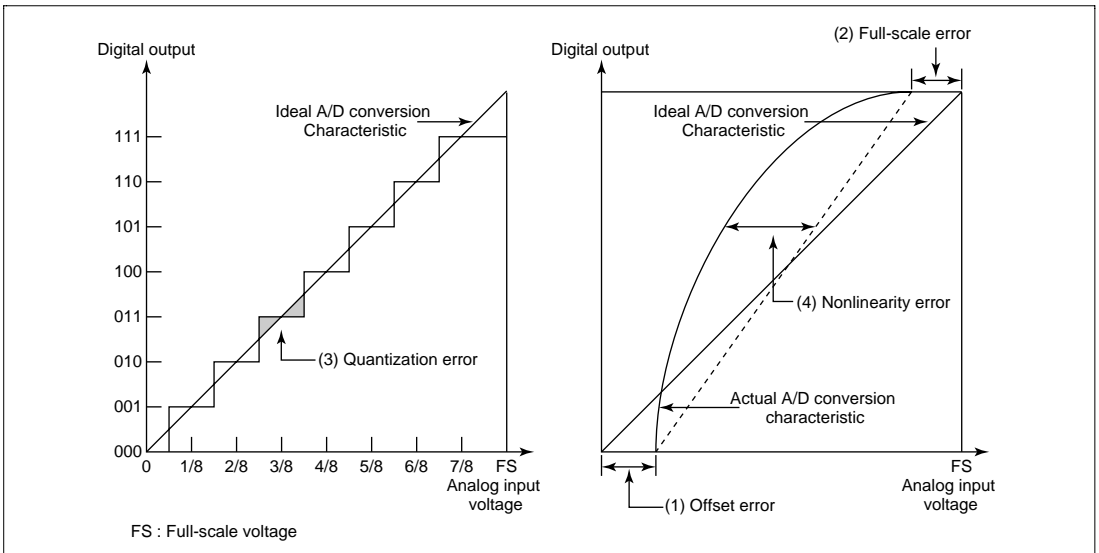 Digital output
Ideal A/D conversion
Characteristic
111
110
101
100
011
010
001
000
(3) Quantization error
0
1/8
2/8
3/8
4/8
5/8
6/8
7/8
FS
Analog input
voltage
FS : Full-scale voltage
(2) Full-scale error
Digital output
Ideal A/D conversion
Characteristic
(4) Nonlinearity error
Actual A/D conversion
characteristic
FS
Analog input
voltage
(1) Offset error